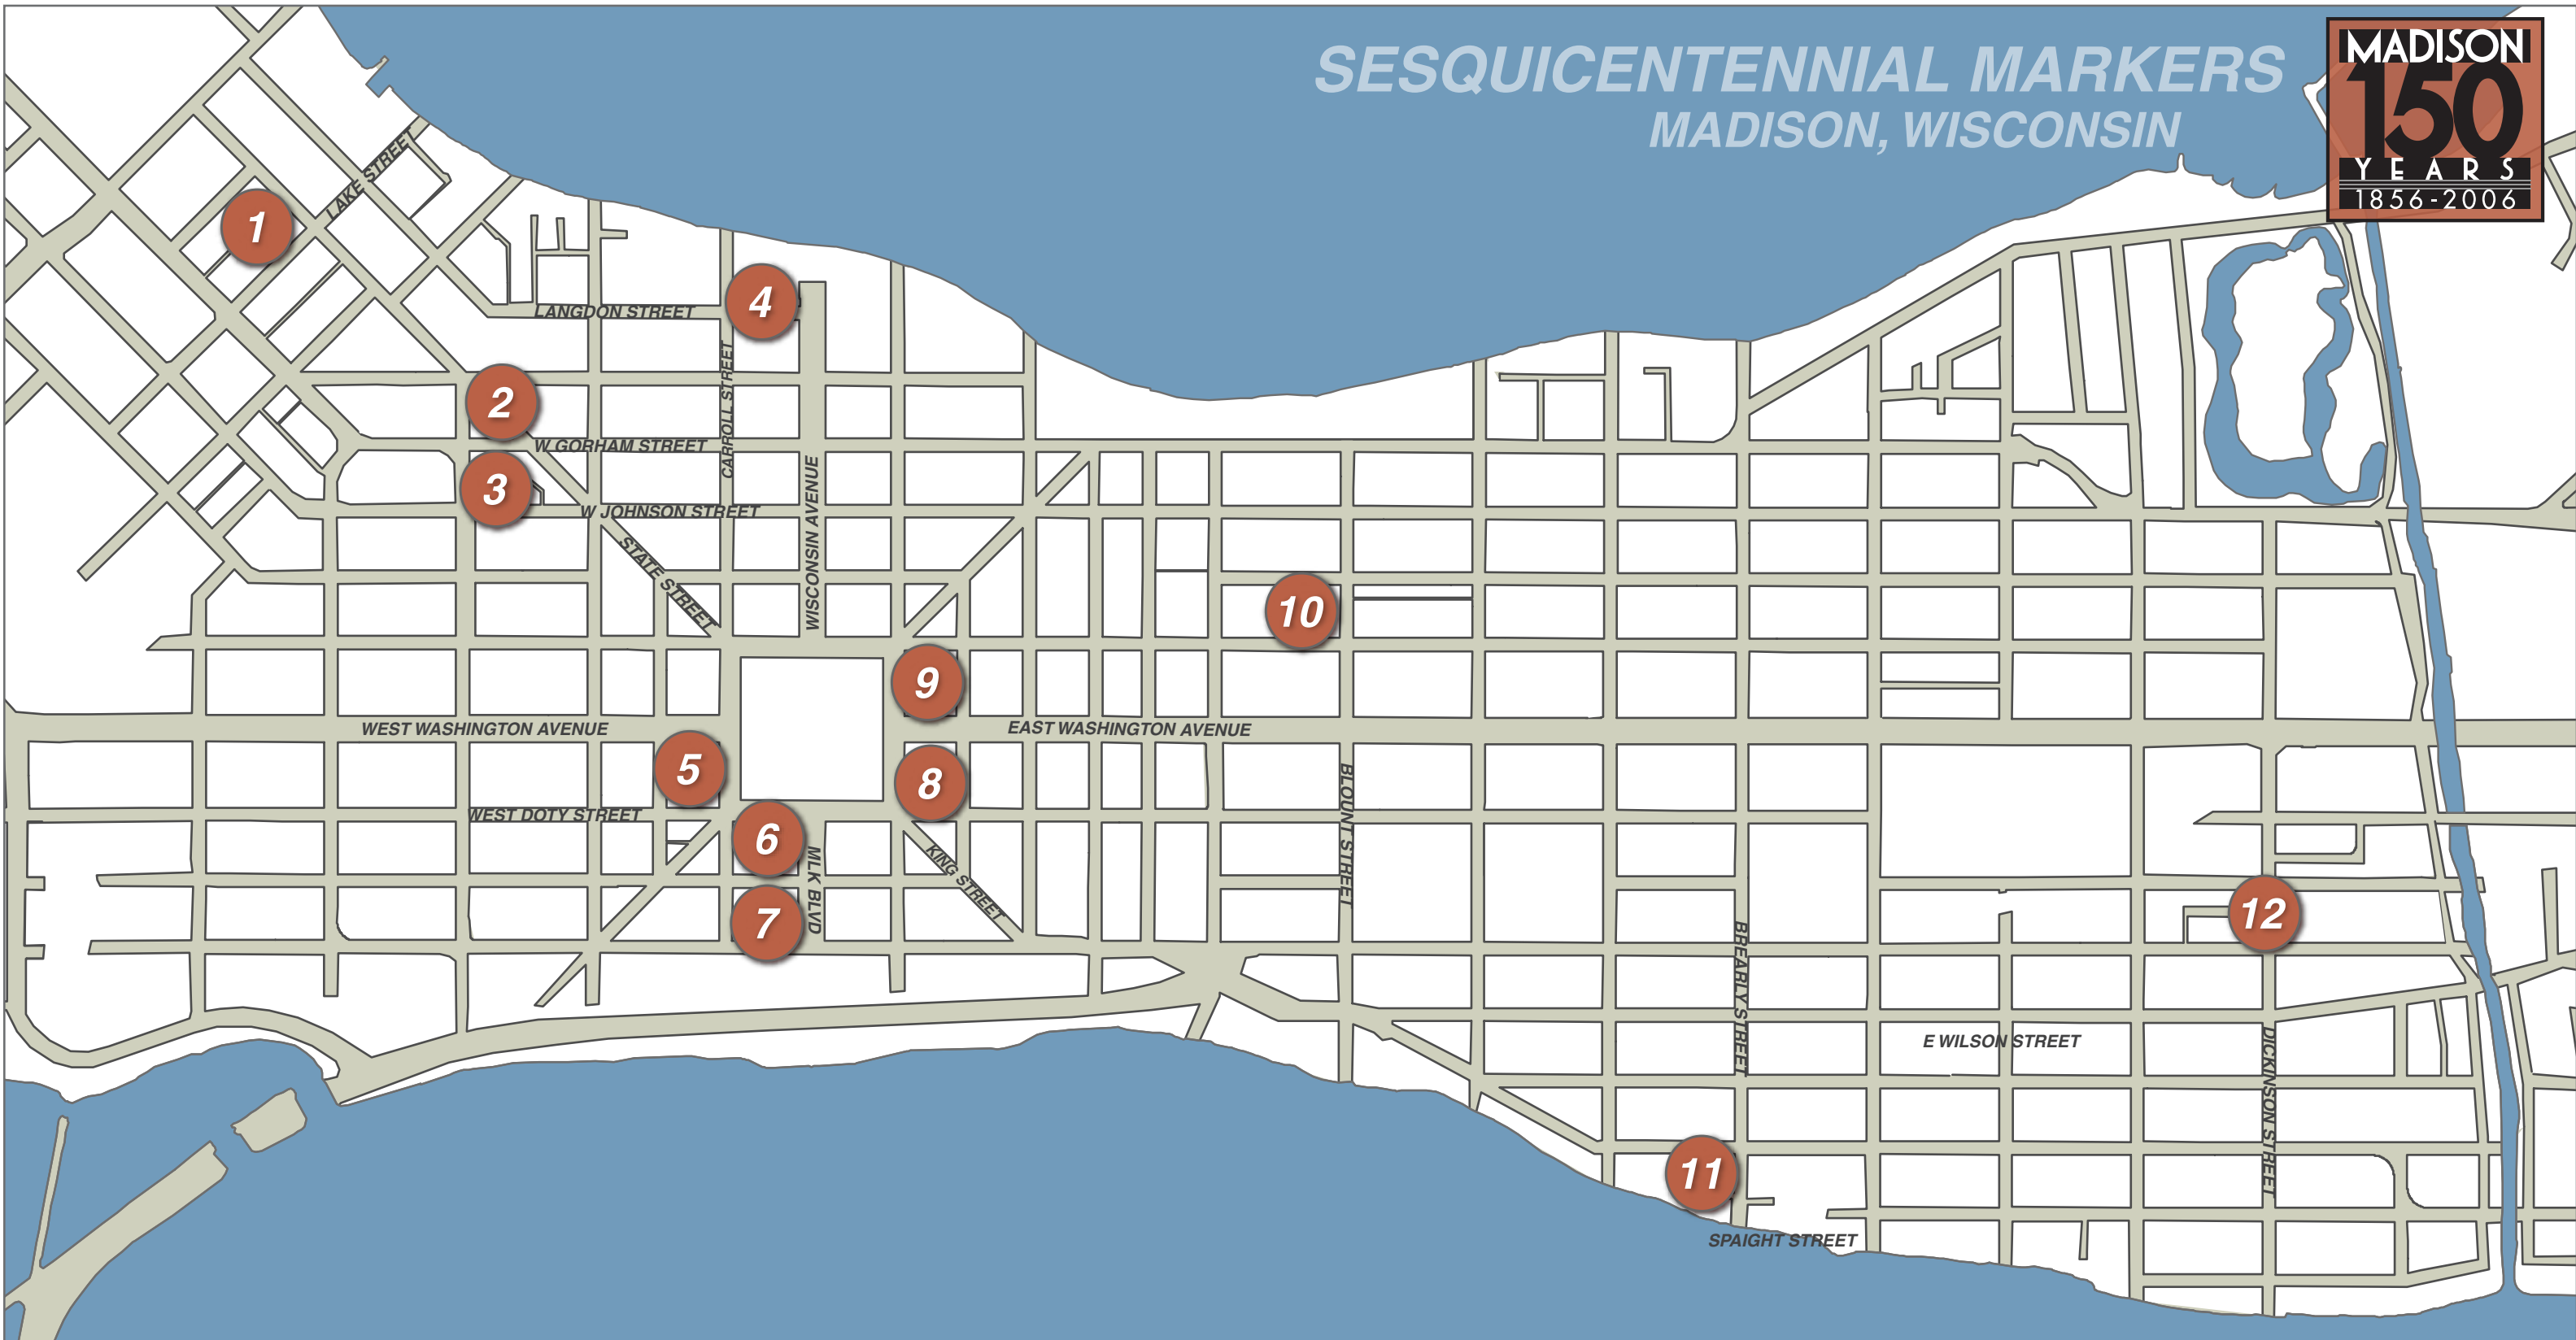 SESQUICENTENNIAL MARKERS
MADISON, WISCONSIN
MADISON
150
YEARS
1856-2006
LAKE STREET
1
4
LANGDON STREET
CARROLL STREET
2
W GORHAM STREET
3
W JOHNSON STREET
WISCONSIN AVENUE
STATE STREET
10
9
WEST WASHINGTON AVENUE
EAST WASHINGTON AVENUE
5
8
WEST DOTY STREET
6
MLK BLVD
KING STREET
BLOUNT STREET
7
12
BREARLY STREET
E WILSON STREET
DICKINSON STREET
11
SPAIGHT STREET